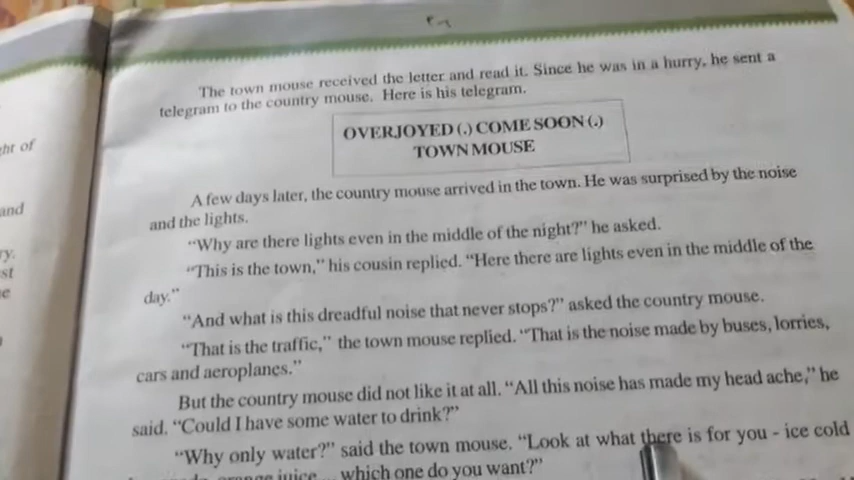 The town mouse received the letter and read it. Since he was in a hurry, he sent a
telegram to the country mouse. Here is his telegram.
OVERJOYED (.) COME SOON (.)
TOWN MOUSE
A few days later, the country mouse arrived in the town. He was surprised by the noise
and the lights.
"Why are there lights even in the middle of the night?" he asked.
"This is the town," his cousin replied. "Here there are lights even in the middle of the
day."
"And what is this dreadful noise that never stops?" asked the country mouse.
"That is the traffic," the town mouse replied. "That is the noise made by buses, lorries,
cars and aeroplanes."
But the country mouse did not like it at all. "All this noise has made my head ache," he
said. "Could I have some water to drink?"
"Why only water?" said the town mouse. "Look at what there is for you - ice cold
orange juice... which one do you want?"